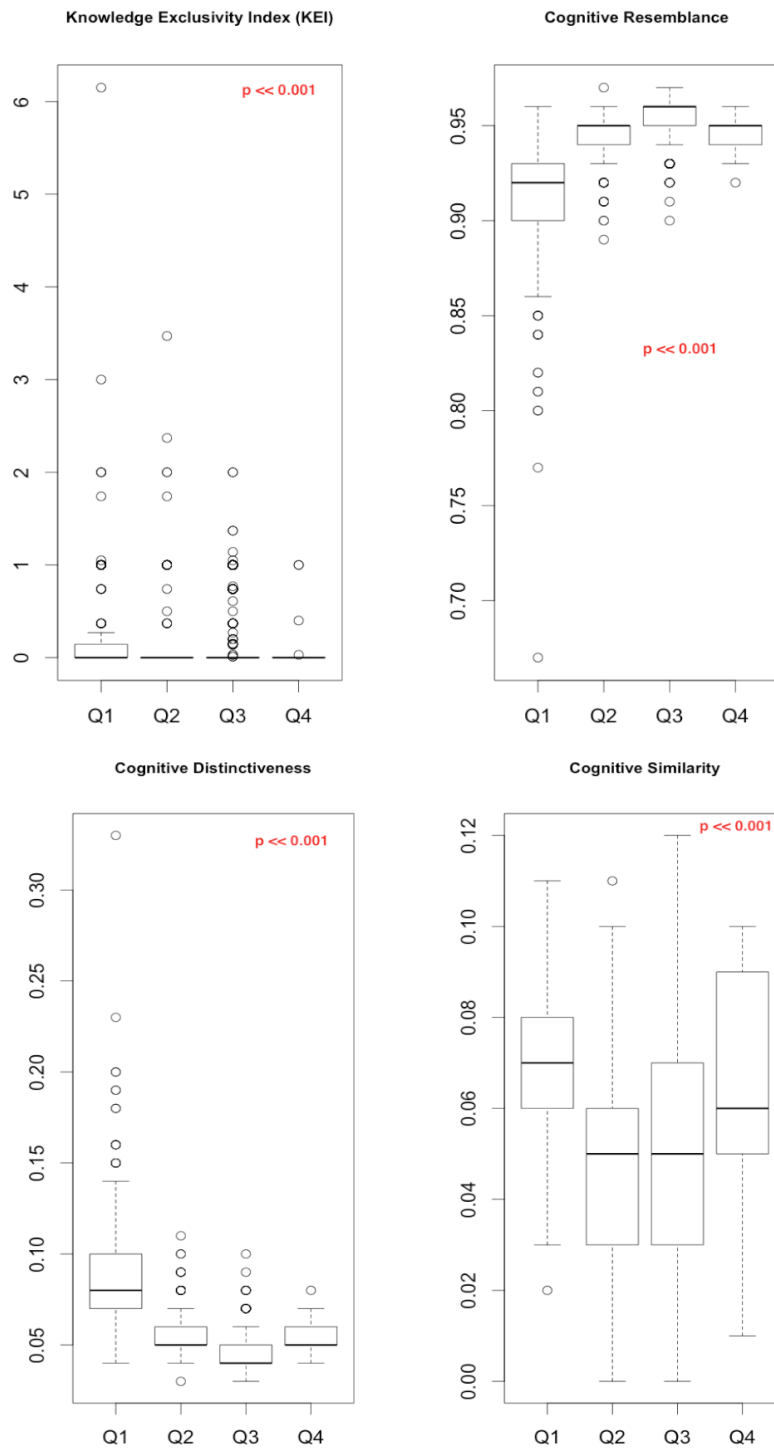 Knowledge Exclusivity Index (KEI)
p << 0.001
6
5
4
3
2
1
0
Q1 Q2 Q3 Q4
Cognitive Resemblance
p << 0.001
0.95
0.90
0.85
0.80
0.75
0.70
Q1 Q2 Q3 Q4
Cognitive Distinctiveness
p << 0.001
0.30
0.25
0.20
0.15
0.10
0.05
Q1 Q2 Q3 Q4
Cognitive Similarity
p << 0.001
0.12
0.10
0.08
0.06
0.04
0.02
0.00
Q1 Q2 Q3 Q4